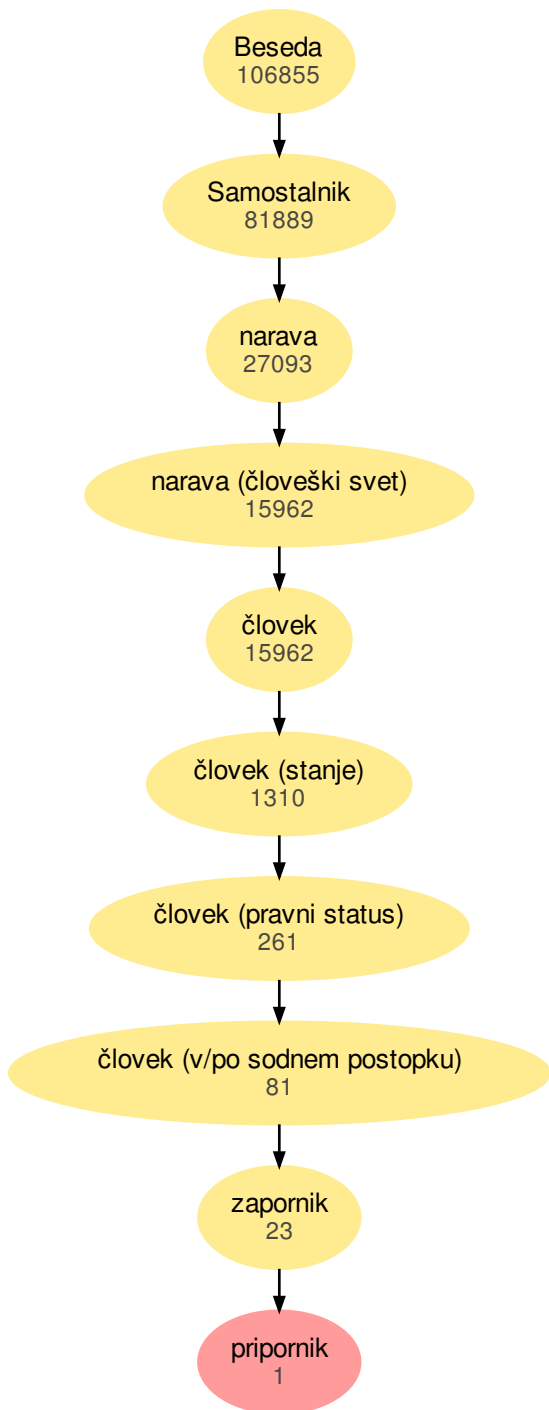 Beseda
106855
Samostalnik
81889
narava
27093
narava (človeški svet)
15962
človek
15962
človek (stanje)
1310
človek (pravni status)
261
človek (v/po sodnem postopku)
81
zapornik
23
pripornik
1